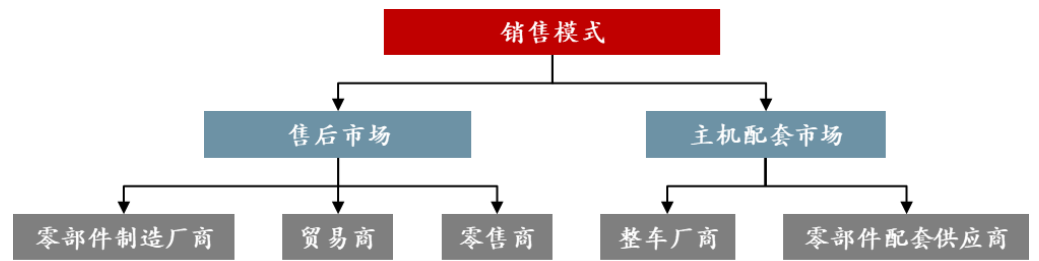 销售模式
售后市场
主机配套市场
零部件制造厂商
贸易商
零售商
整车厂商
零部件配套供应商